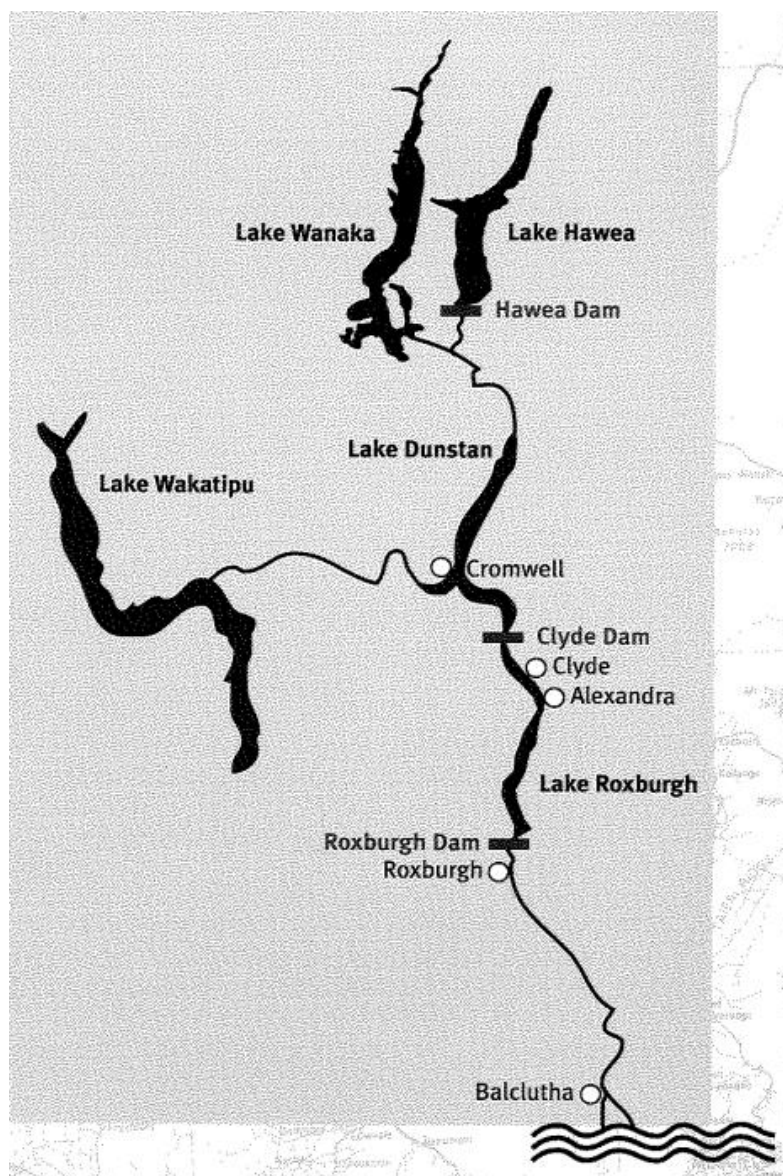 Lake Wanaka
Lake Hawea
Hawea Dam
Lake Dunstan
Lake Wakatipu
Cromwell
Clyde Dam
Clyde
Alexandra
Lake Roxburgh
Roxburgh Dam
Roxburgh
Balclutha